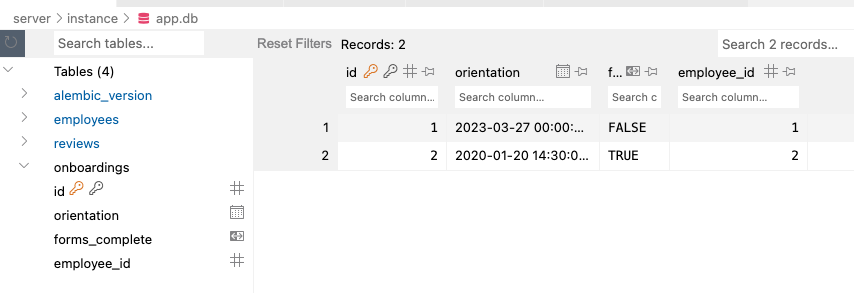 server > instance > app.db
Search tables...
Reset Filters Records: 2 Search 2 records...
Tables (4)
alembic_version
employees
reviews
onboardings
id
orientation
forms_complete
employee_id
id orientation f... employee_id
Search column... Search column... Search c Search column...
1 1 2023-03-27 00:00:... FALSE 1
2 2 2020-01-20 14:30:0... TRUE 2